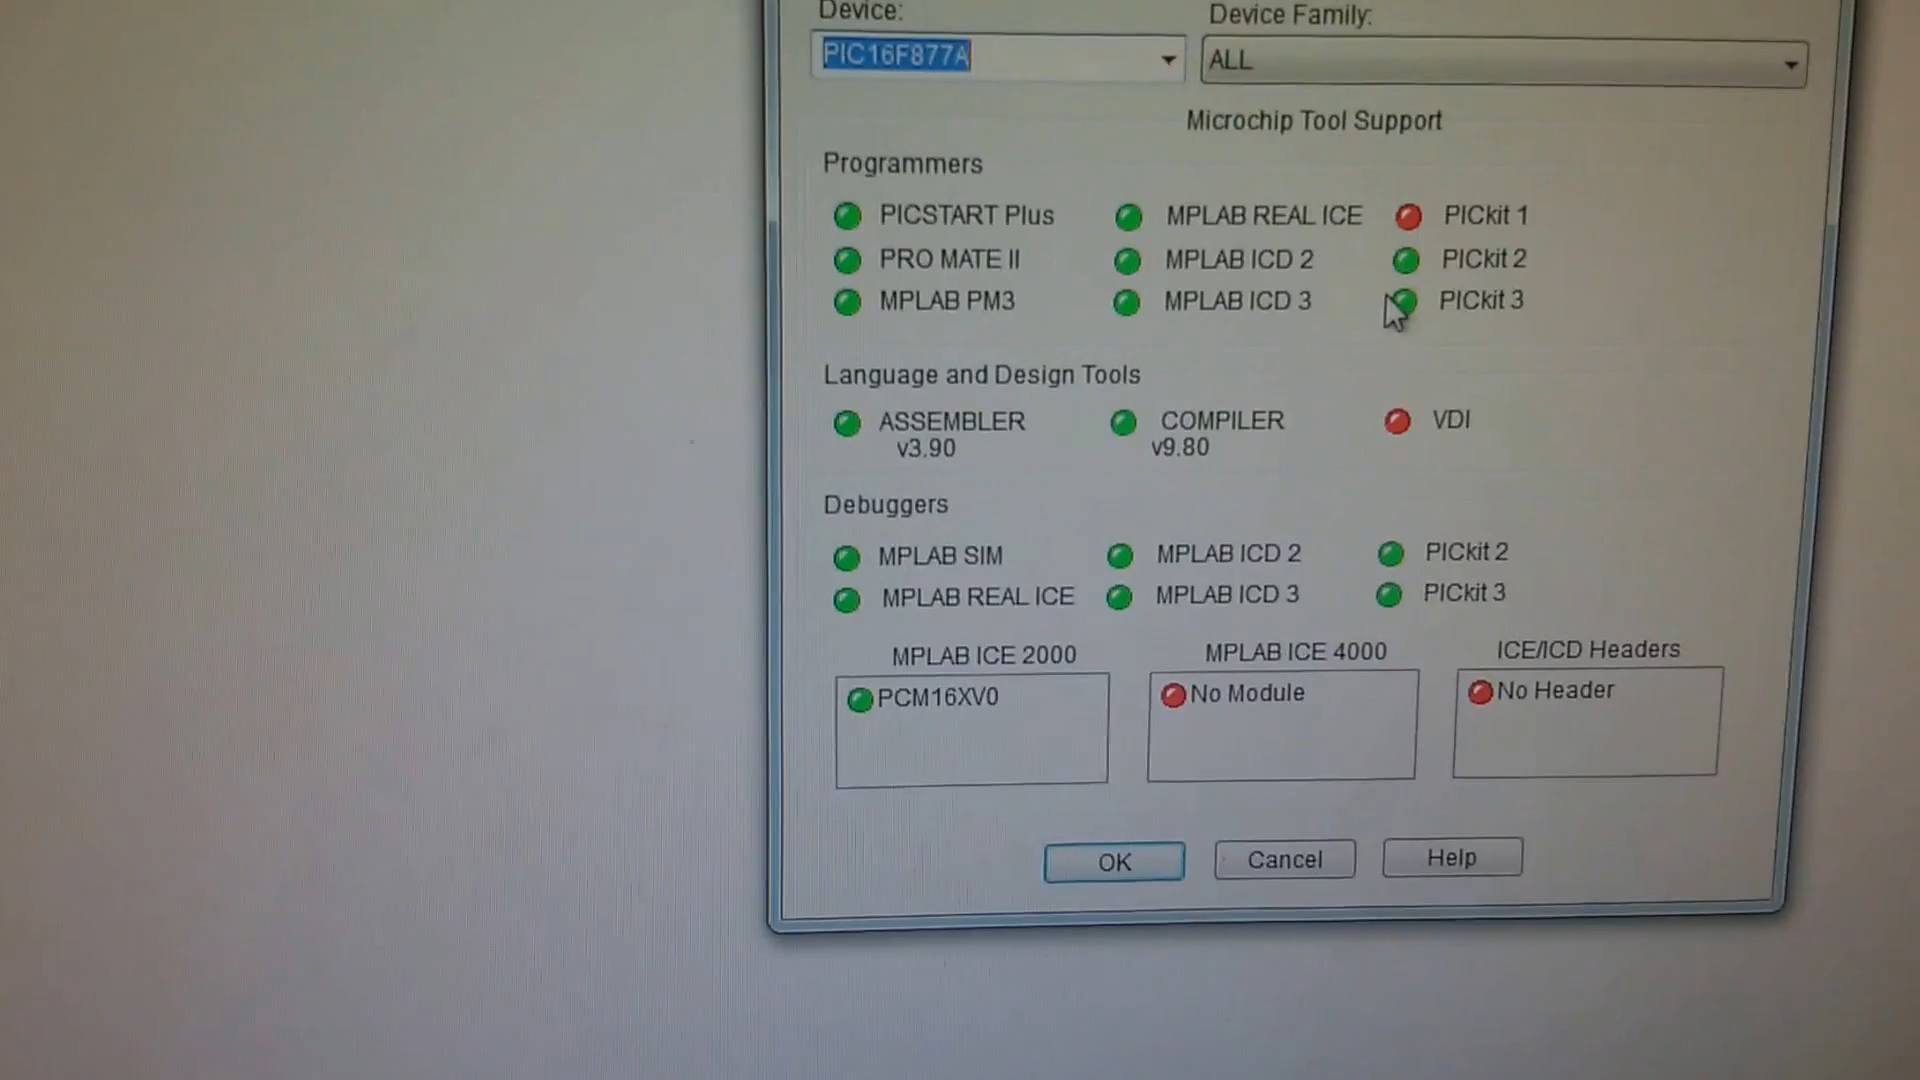 Device: Device Family:
PIC16F877A ALL
Microchip Tool Support
Programmers
PICSTART Plus MPLAB REAL ICE PICkit 1
PRO MATE II MPLAB ICD 2 PICkit 2
MPLAB PM3 MPLAB ICD 3 PICkit 3
Language and Design Tools
ASSEMBLER COMPILER VDI
v3.90 v9.80
Debuggers
MPLAB SIM MPLAB ICD 2 PICkit 2
MPLAB REAL ICE MPLAB ICD 3 PICkit 3
MPLAB ICE 2000 MPLAB ICE 4000 ICE/ICD Headers
PCM16XV0 No Module No Header
OK Cancel Help